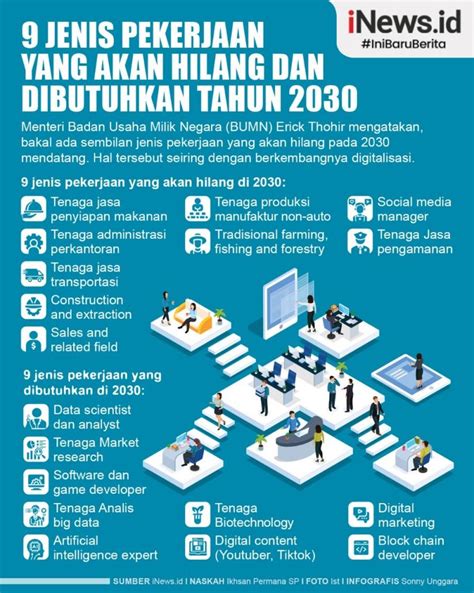 iNews.id
#IniBaruBerita
9 JENIS PEKERJAAN
YANG AKAN HILANG DAN
DIBUTUHKAN TAHUN 2030
Menteri Badan Usaha Milik Negara (BUMN) Erick Thohir mengatakan,
bakal ada sembilan jenis pekerjaan yang akan hilang pada 2030
mendatang. Hal tersebut seiring dengan berkembangnya digitalisasi.
9 jenis pekerjaan yang akan hilang di 2030:
Tenaga jasa
penyiapan makanan
Tenaga administrasi
perkantoran
Tenaga jasa
transportasi
Construction
and extraction
Sales and
related field
Tenaga produksi
manufaktur non-auto
Tradisional farming,
fishing and forestry
Social media
manager
Tenaga Jasa
pengamanan
9 jenis pekerjaan yang
dibutuhkan di 2030:
Data scientist
dan analyst
Tenaga Market
research
Software dan
game developer
Tenaga Analis
big data
Artificial
intelligence expert
Tenaga
Biotechnology
Digital content
(Youtuber, Tiktok)
Digital
marketing
Block chain
developer
SUMBER iNews.id I NASKAH Ikhsan Permana SP I FOTO Ist I INFOGRAFIS Sonny Unggara